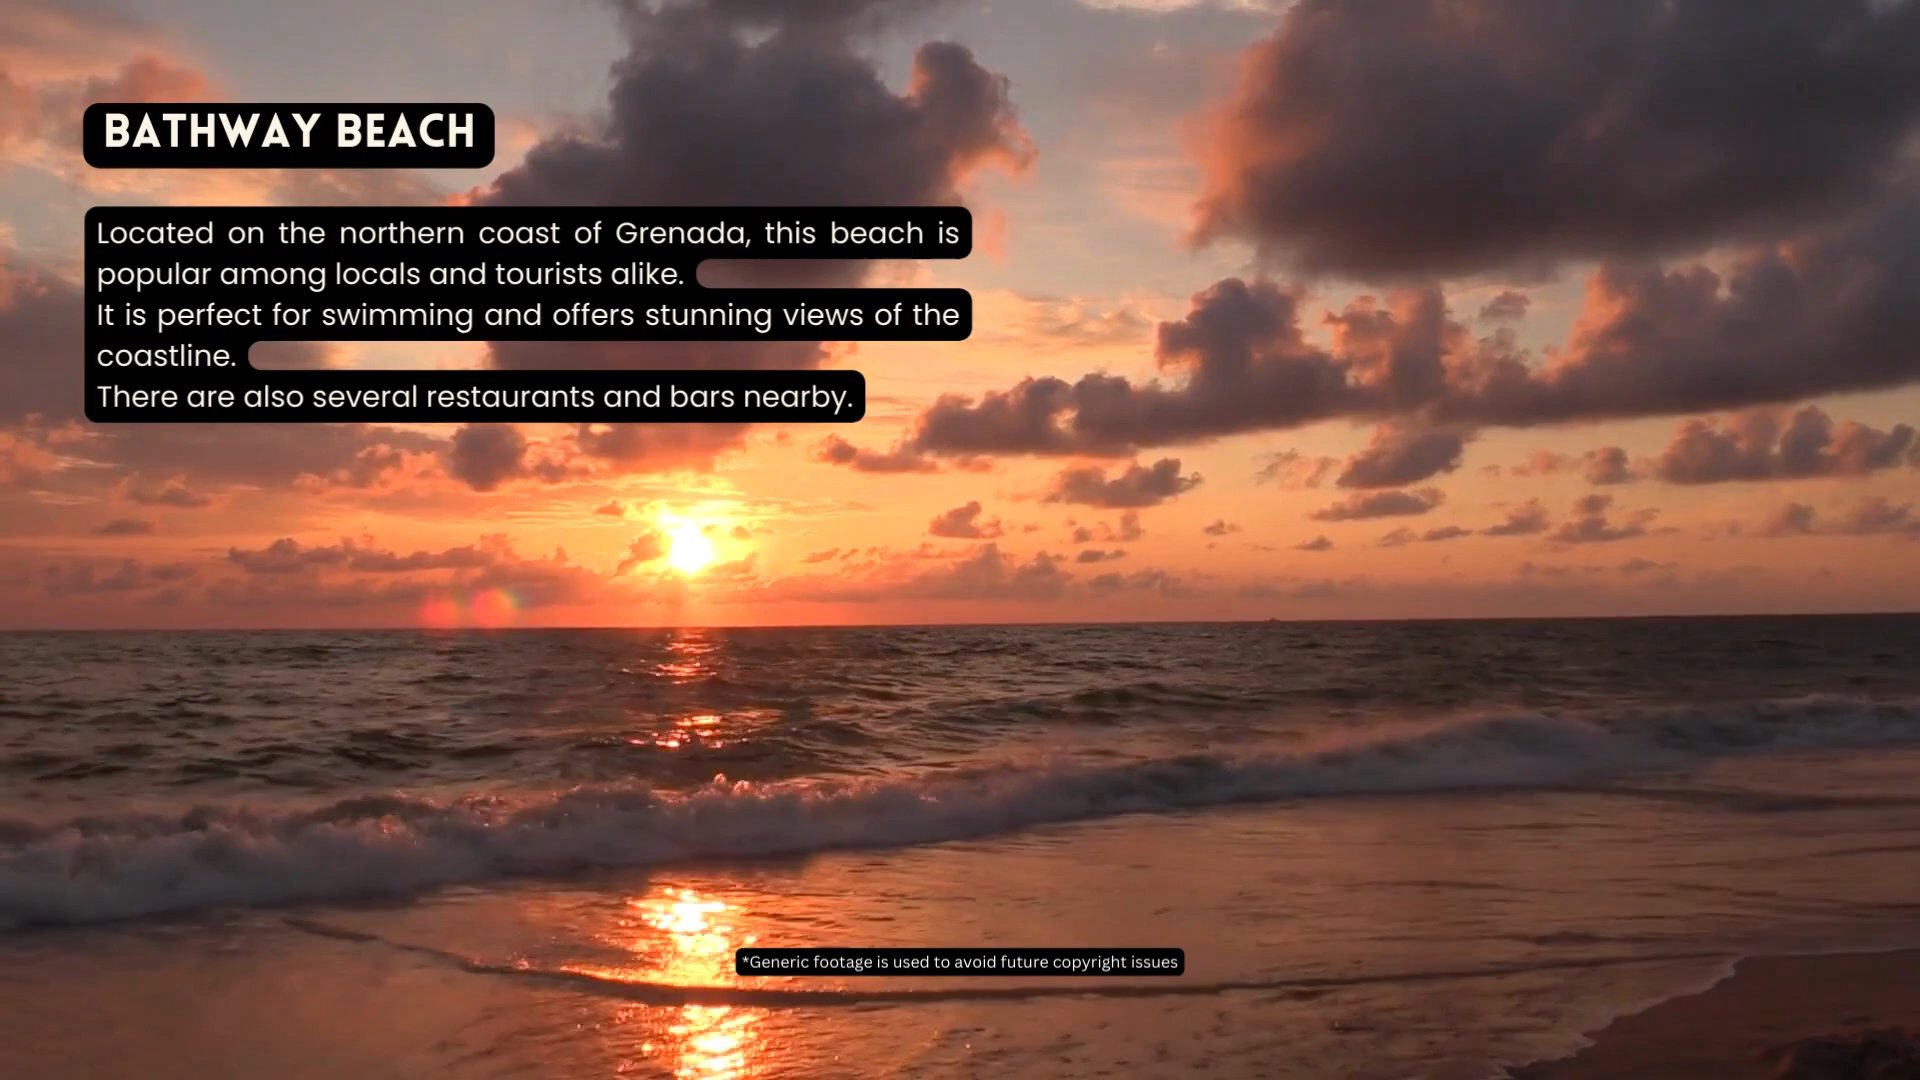 BATHWAY BEACH
Located on the northern coast of Grenada, this beach is
popular among locals and tourists alike.
It is perfect for swimming and offers stunning views of the
coastline.
There are also several restaurants and bars nearby.
*Generic footage is used to avoid future copyright issues